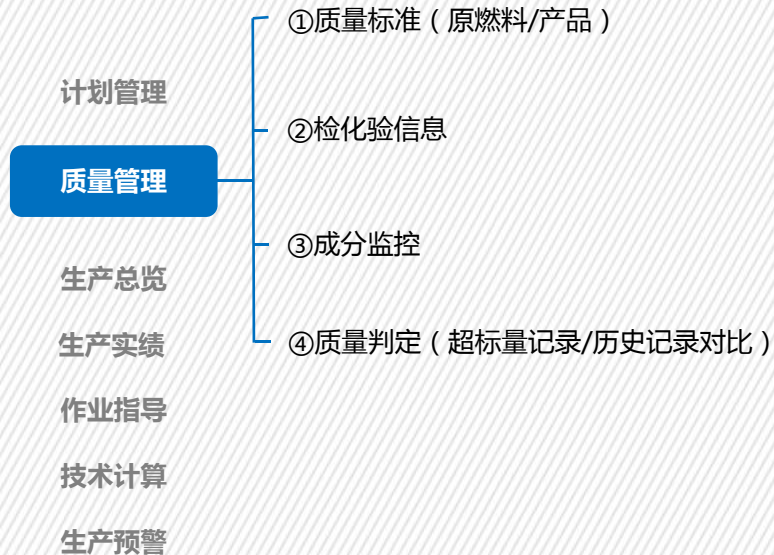 ①质量标准（原燃料/产品）
计划管理
②检化验信息
质量管理
③成分监控
生产总览
生产实绩
④质量判定（超标量记录/历史记录对比）
作业指导
技术计算
生产预警